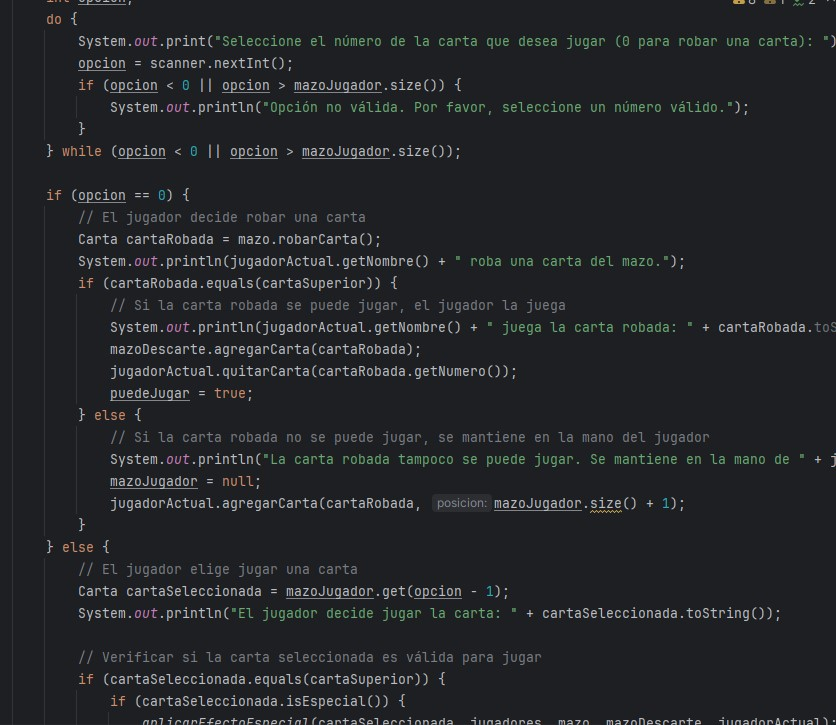 int opcion;
do {
System.out.print("Seleccione el número de la carta que desea jugar (0 para robar una carta): ")
opcion = scanner.nextInt();
if (opcion < 0 || opcion > mazoJugador.size()) {
System.out.println("Opción no válida. Por favor, seleccione un número válido.");
}
} while (opcion < 0 || opcion > mazoJugador.size());
if (opcion == 0) {
// El jugador decide robar una carta
Carta cartaRobada = mazo.robarCarta();
System.out.println(jugadorActual.getNombre() + " roba una carta del mazo.");
if (cartaRobada.equals(cartaSuperior)) {
// Si la carta robada se puede jugar, el jugador la juega
System.out.println(jugadorActual.getNombre() + " juega la carta robada: " + cartaRobada.toS
mazoDescarte.agregarCarta(cartaRobada);
jugadorActual.quitarCarta(cartaRobada.getNumero());
puedeJugar = true;
} else {
// Si la carta robada no se puede jugar, se mantiene en la mano del jugador
System.out.println("La carta robada tampoco se puede jugar. Se mantiene en la mano de " + j
mazoJugador = null;
jugadorActual.agregarCarta(cartaRobada, posicion: mazoJugador.size() + 1);
}
} else {
// El jugador elige jugar una carta
Carta cartaSeleccionada = mazoJugador.get(opcion - 1);
System.out.println("El jugador decide jugar la carta: " + cartaSeleccionada.toString());
// Verificar si la carta seleccionada es válida para jugar
if (cartaSeleccionada.equals(cartaSuperior)) {
if (cartaSeleccionada.isEspecial()) {
aplicarEfectoEspecial(cartaSeleccionada, jugadores, mazo, mazoDescarte, jugadorActual);